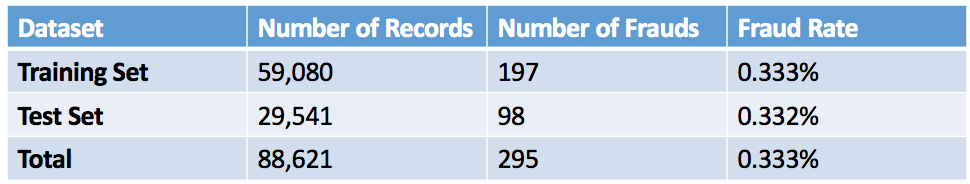 Dataset Number of Records Number of Frauds Fraud Rate
Training Set 59,080 197 0.333%
Test Set 29,541 98 0.332%
Total 88,621 295 0.333%